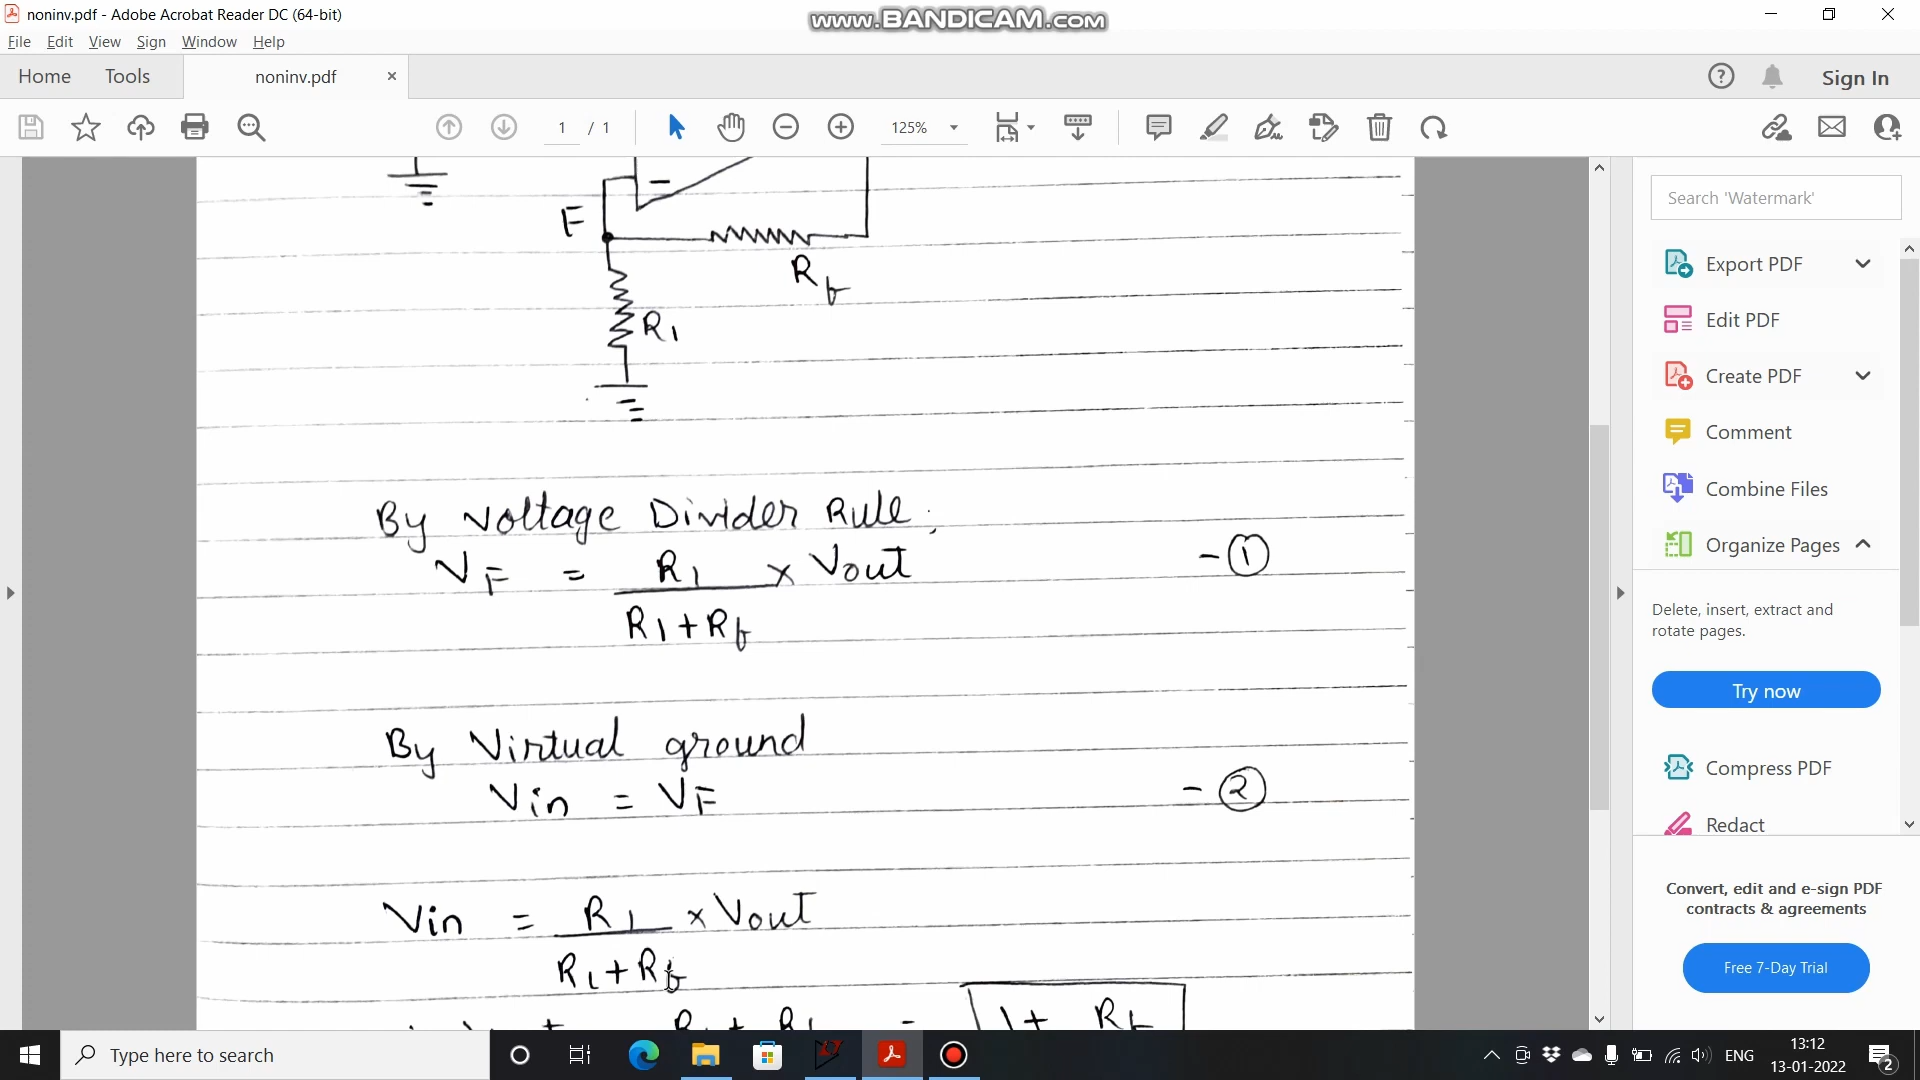 noninv.pdf - Adobe Acrobat Reader DC (64-bit)
www.BANDICAM.com
File Edit View Sign Window Help
Home Tools noninv.pdf × Sign In
1 / 1 125%
Search 'Watermark'
Export PDF
Edit PDF
Create PDF
Comment
Combine Files
Organize Pages
Delete, insert, extract and
rotate pages.
Try now
Compress PDF
Redact
Convert, edit and e-sign PDF
contracts & agreements
Free 7-Day Trial
−
F
Rf
R1
By Voltage Divider Rule,
VF = R1 × Vout - ①
R1+Rf
By Virtual ground
Vin = VF - ②
Vin = R1 × Vout
R1+Rf
= 1+ Rf
Type here to search
ENG
13:12
13-01-2022
2